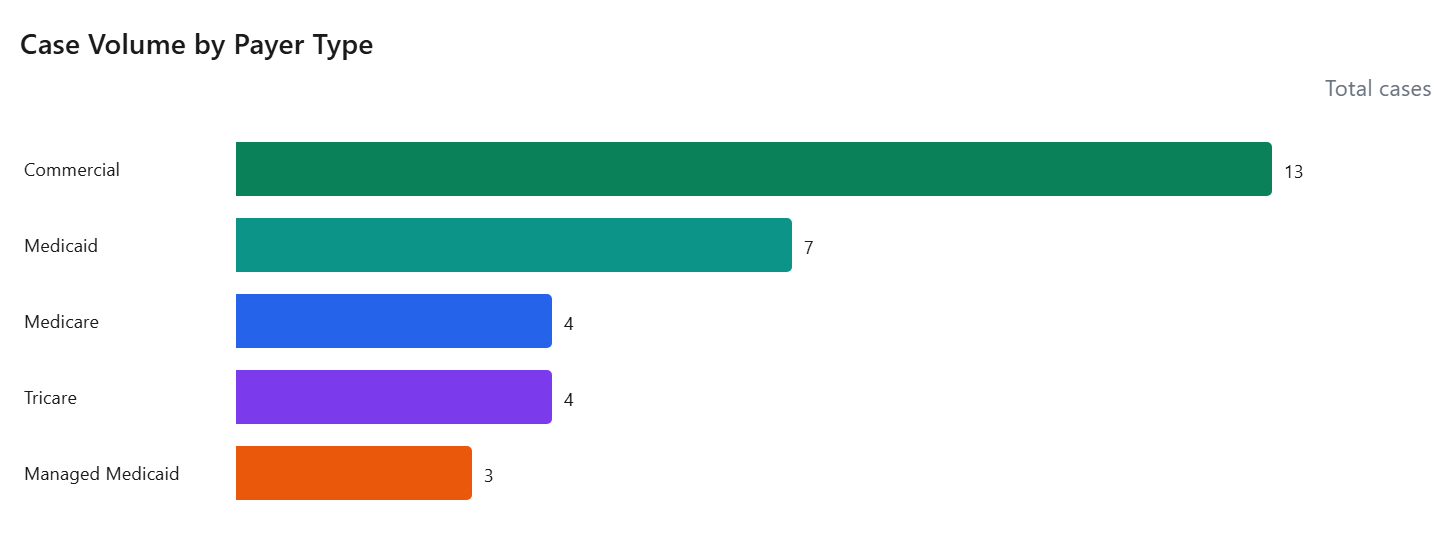 Case Volume by Payer Type
Total cases
Commercial 13
Medicaid 7
Medicare 4
Tricare 4
Managed Medicaid 3